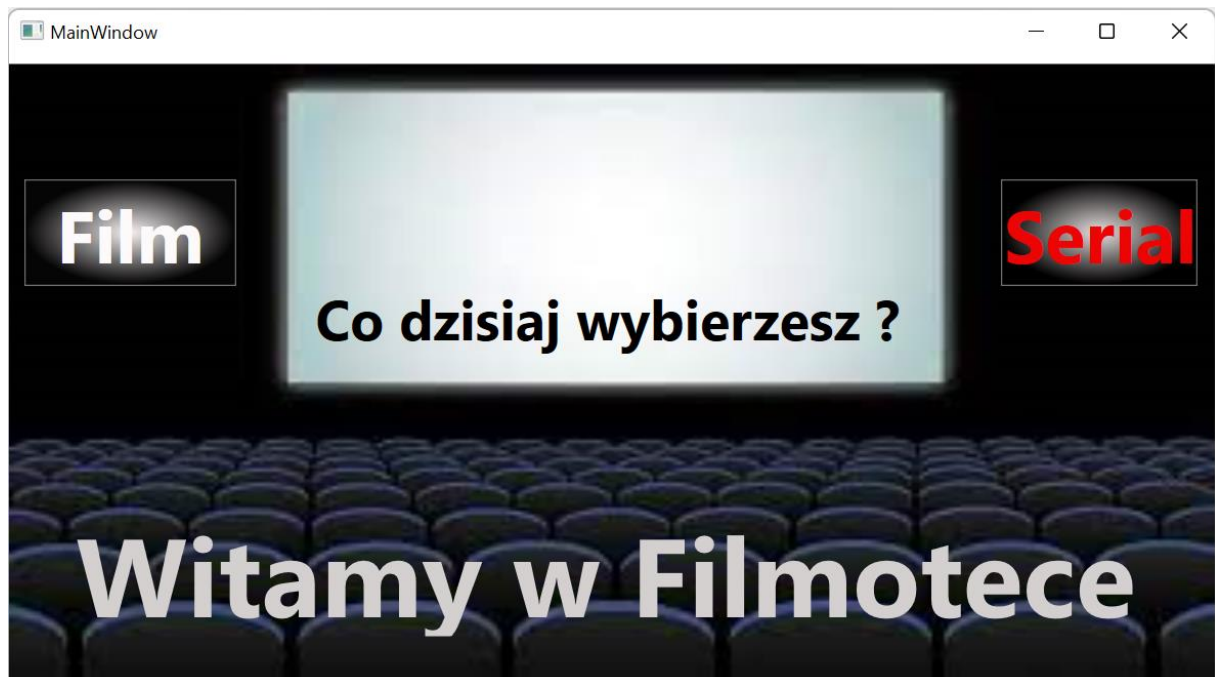 MainWindow
Film
Serial
Co dzisiaj wybierzesz ?
Witamy w Filmotece